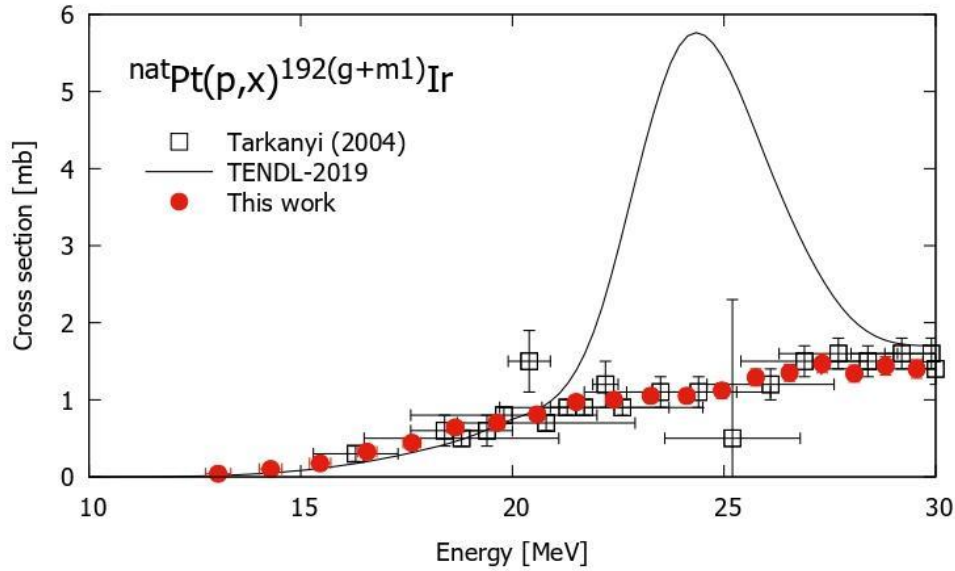 natPt(p,x)192(g+m1)Ir
Tarkanyi (2004)
TENDL-2019
This work
Cross section [mb]
6
5
4
3
2
1
0
10
15
20
25
30
Energy [MeV]